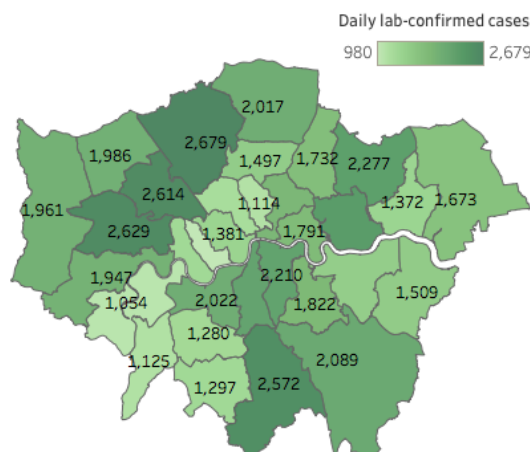 Daily lab-confirmed cases
980 2,679
2,017
2,679
1,986 1,497 1,732 2,277
2,614
1,961 1,114 1,372 1,673
2,629 1,381 1,791
1,947 2,210
1,054 2,022 1,822 1,509
1,280
1,125 2,089
1,297 2,572